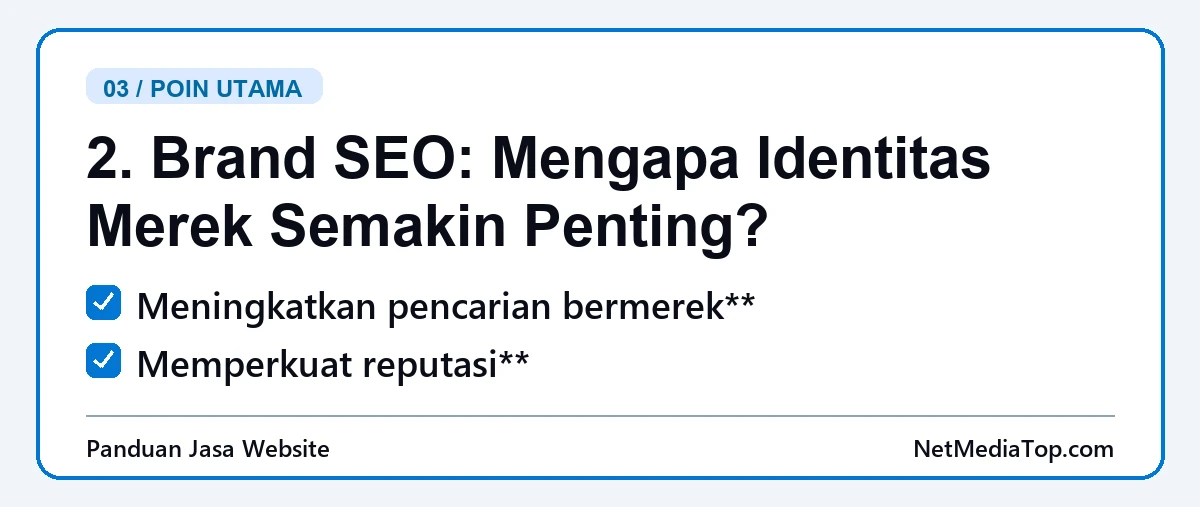 03 / POIN UTAMA
2. Brand SEO: Mengapa Identitas
Merek Semakin Penting?
Meningkatkan pencarian bermerek**
Memperkuat reputasi**
Panduan Jasa Website
NetMediaTop.com